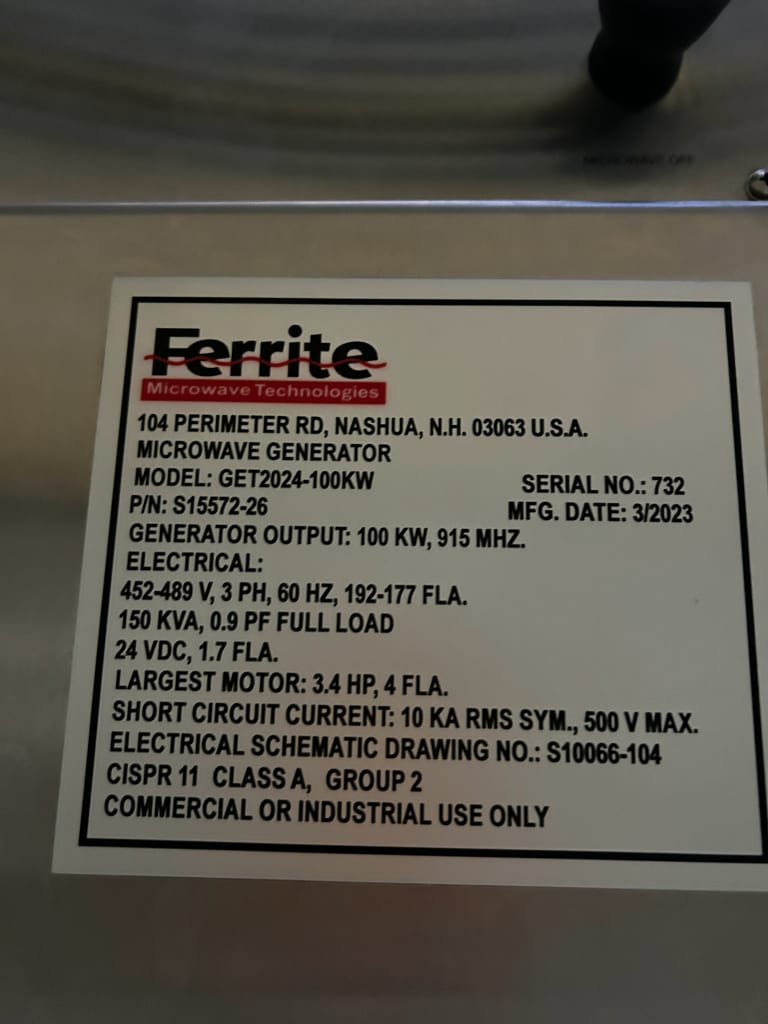 MICROWAVE OFF
Ferrite
Microwave Technologies
104 PERIMETER RD, NASHUA, N.H. 03063 U.S.A.
MICROWAVE GENERATOR
MODEL: GET2024-100KW SERIAL NO.: 732
P/N: S15572-26 MFG. DATE: 3/2023
GENERATOR OUTPUT: 100 KW, 915 MHZ.
ELECTRICAL:
452-489 V, 3 PH, 60 HZ, 192-177 FLA.
150 KVA, 0.9 PF FULL LOAD
24 VDC, 1.7 FLA.
LARGEST MOTOR: 3.4 HP, 4 FLA.
SHORT CIRCUIT CURRENT: 10 KA RMS SYM., 500 V MAX.
ELECTRICAL SCHEMATIC DRAWING NO.: S10066-104
CISPR 11 CLASS A, GROUP 2
COMMERCIAL OR INDUSTRIAL USE ONLY